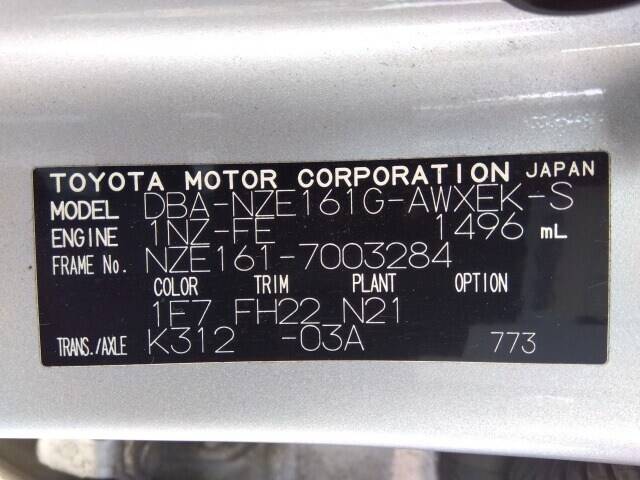 TOYOTA MOTOR CORPORATION JAPAN
MODEL DBA-NZE161G-AWXEK-S
ENGINE 1NZ-FE 1496 mL
FRAME No. NZE161-7003284
COLOR TRIM PLANT OPTION
1E7 FH22 N21
TRANS./AXLE K312 -03A 773